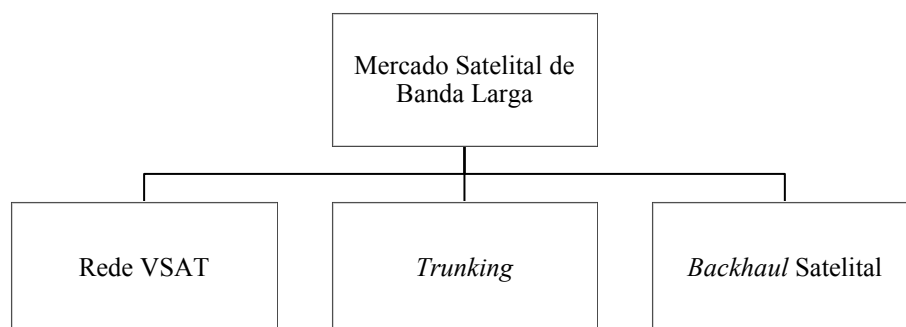 Mercado Satelital de
Banda Larga
Rede VSAT
Trunking
Backhaul Satelital